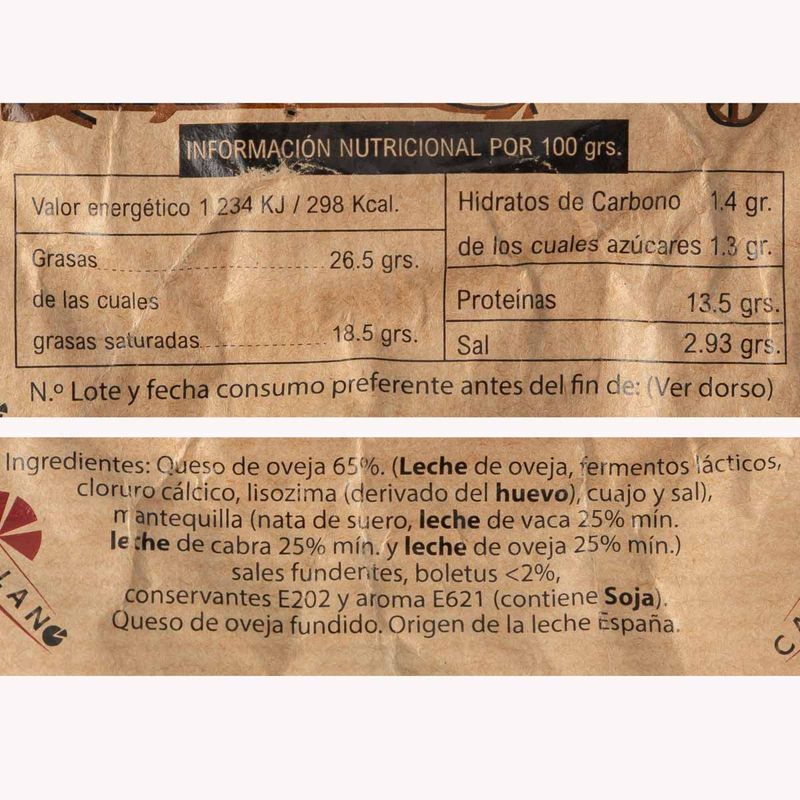 INFORMACIÓN NUTRICIONAL POR 100 grs.
Valor energético 1 234 KJ / 298 Kcal.
Grasas 26.5 grs.
de las cuales
grasas saturadas 18.5 grs.
Hidratos de Carbono 1.4 gr.
de los cuales azúcares 1.3 gr.
Proteínas 13.5 grs.
Sal 2.93 grs.
N.º Lote y fecha consumo preferente antes del fin de: (Ver dorso)
Ingredientes: Queso de oveja 65%. (Leche de oveja, fermentos lácticos,
cloruro cálcico, lisozima (derivado del huevo), cuajo y sal),
mantequilla (nata de suero, leche de vaca 25% mín.
leche de cabra 25% mín. y leche de oveja 25% mín.)
sales fundentes, boletus <2%,
conservantes E202 y aroma E621 (contiene Soja).
Queso de oveja fundido. Origen de la leche España.